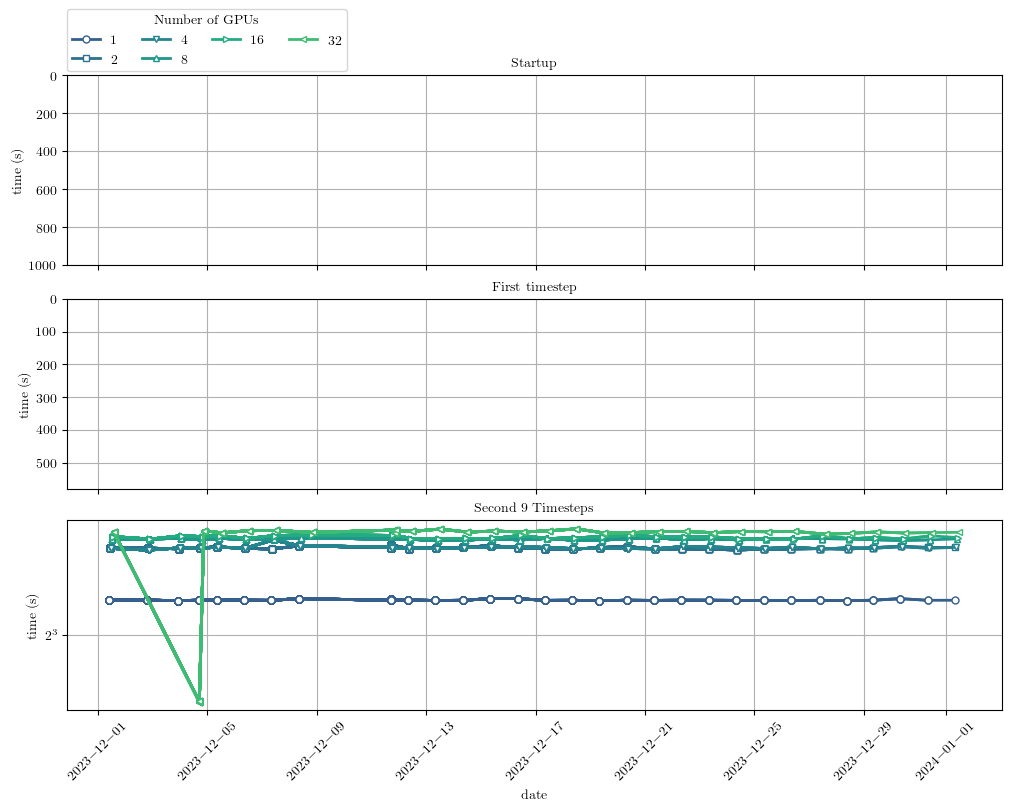 Number of GPUs
1 4 16 32
2 8
Startup
0
200
400
600
800
1000
time (s)
First timestep
0
100
200
300
400
500
time (s)
Second 9 Timesteps
2³
time (s)
2023−12−01 2023−12−05 2023−12−09 2023−12−13 2023−12−17 2023−12−21 2023−12−25 2023−12−29 2024−01−01
date